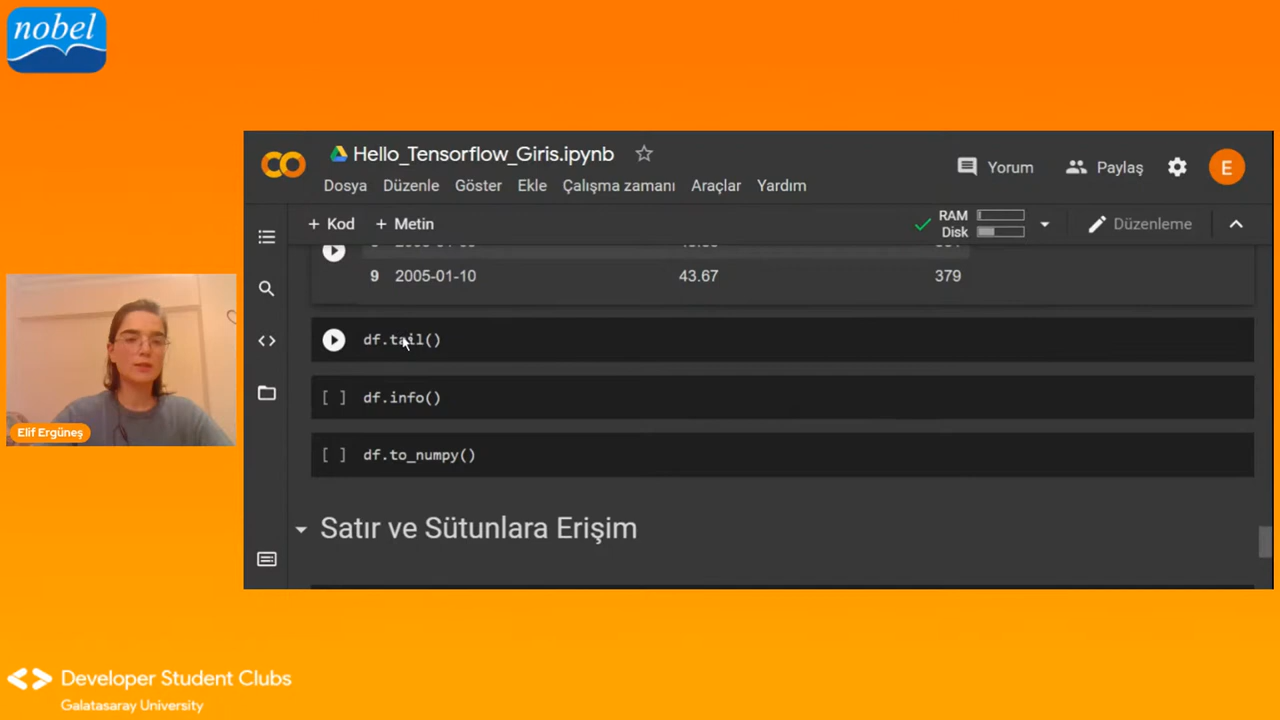 nobel
Hello_Tensorflow_Giris.ipynb
Yorum
Paylaş
E
Dosya Düzenle Göster Ekle Çalışma zamanı Araçlar Yardım
+ Kod + Metin
RAM
Disk
Düzenleme
9 2005-01-10 43.67 379
df.tail()
[ ] df.info()
[ ] df.to_numpy()
Satır ve Sütunlara Erişim
Elif Ergüneş
Developer Student Clubs
Galatasaray University